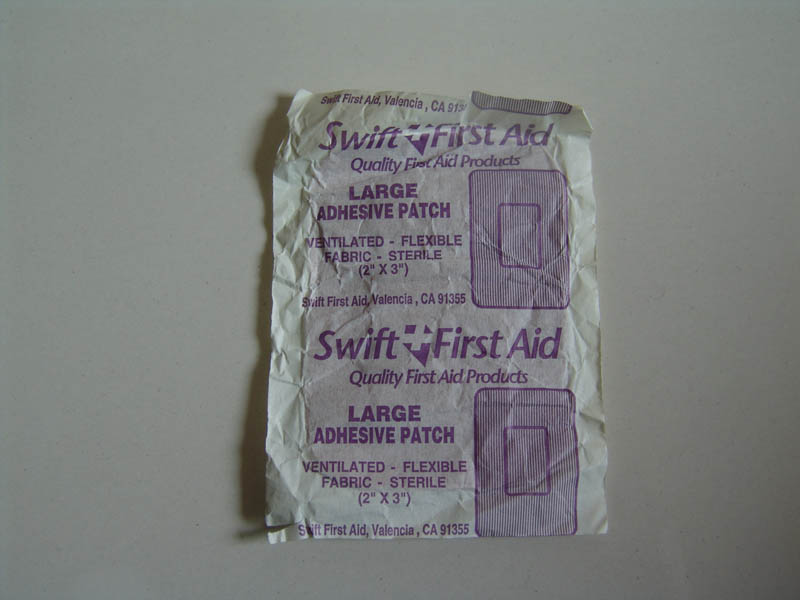 Swift First Aid, Valencia, CA 913
Swift First Aid
Quality First Aid Products
LARGE
ADHESIVE PATCH
VENTILATED - FLEXIBLE
FABRIC - STERILE
(2" X 3")
Swift First Aid, Valencia, CA 91355
Swift First Aid
Quality First Aid Products
LARGE
ADHESIVE PATCH
VENTILATED - FLEXIBLE
FABRIC - STERILE
(2" X 3")
Swift First Aid, Valencia, CA 91355